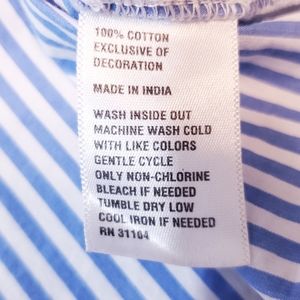 100% COTTON
EXCLUSIVE OF
DECORATION
MADE IN INDIA
WASH INSIDE OUT
MACHINE WASH COLD
WITH LIKE COLORS
GENTLE CYCLE
ONLY NON-CHLORINE
BLEACH IF NEEDED
TUMBLE DRY LOW
COOL IRON IF NEEDED
RN 31104